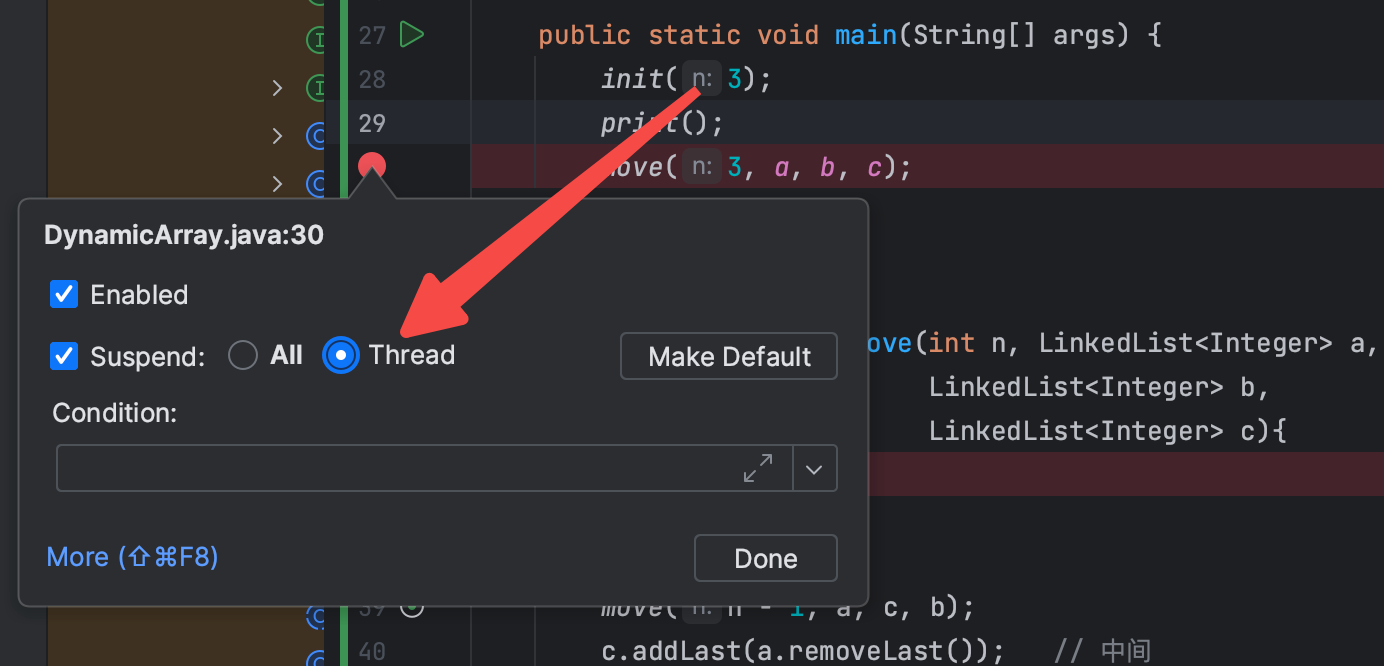 27 public static void main(String[] args) {
28 init( n: 3);
29 print();
move( n: 3, a, b, c);
DynamicArray.java:30
Enabled
Suspend: All Thread Make Default
ove(int n, LinkedList<Integer> a,
LinkedList<Integer> b,
LinkedList<Integer> c){
Condition:
More (⇧⌘F8) Done
39 move( n: n - 1, a, c, b);
40 c.addLast(a.removeLast()); // 中间